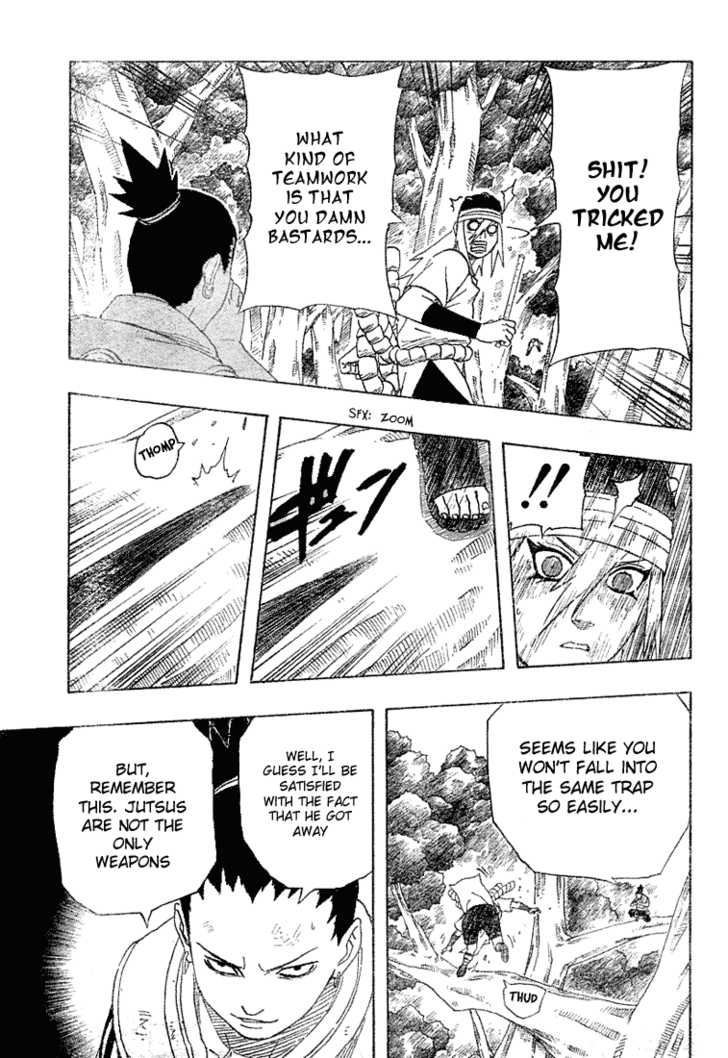 SHIT!
YOU
TRICKED
ME!
WHAT
KIND OF
TEAMWORK
IS THAT
YOU DAMN
BASTARDS...
!!
SFX: ZOOM
THOMP
SEEMS LIKE YOU
WON'T FALL INTO
THE SAME TRAP
SO EASILY...
THUD
WELL, I
GUESS I'LL BE
SATISFIED
WITH THE FACT
THAT HE GOT
AWAY
BUT,
REMEMBER
THIS. JUTSUS
ARE NOT THE
ONLY
WEAPONS